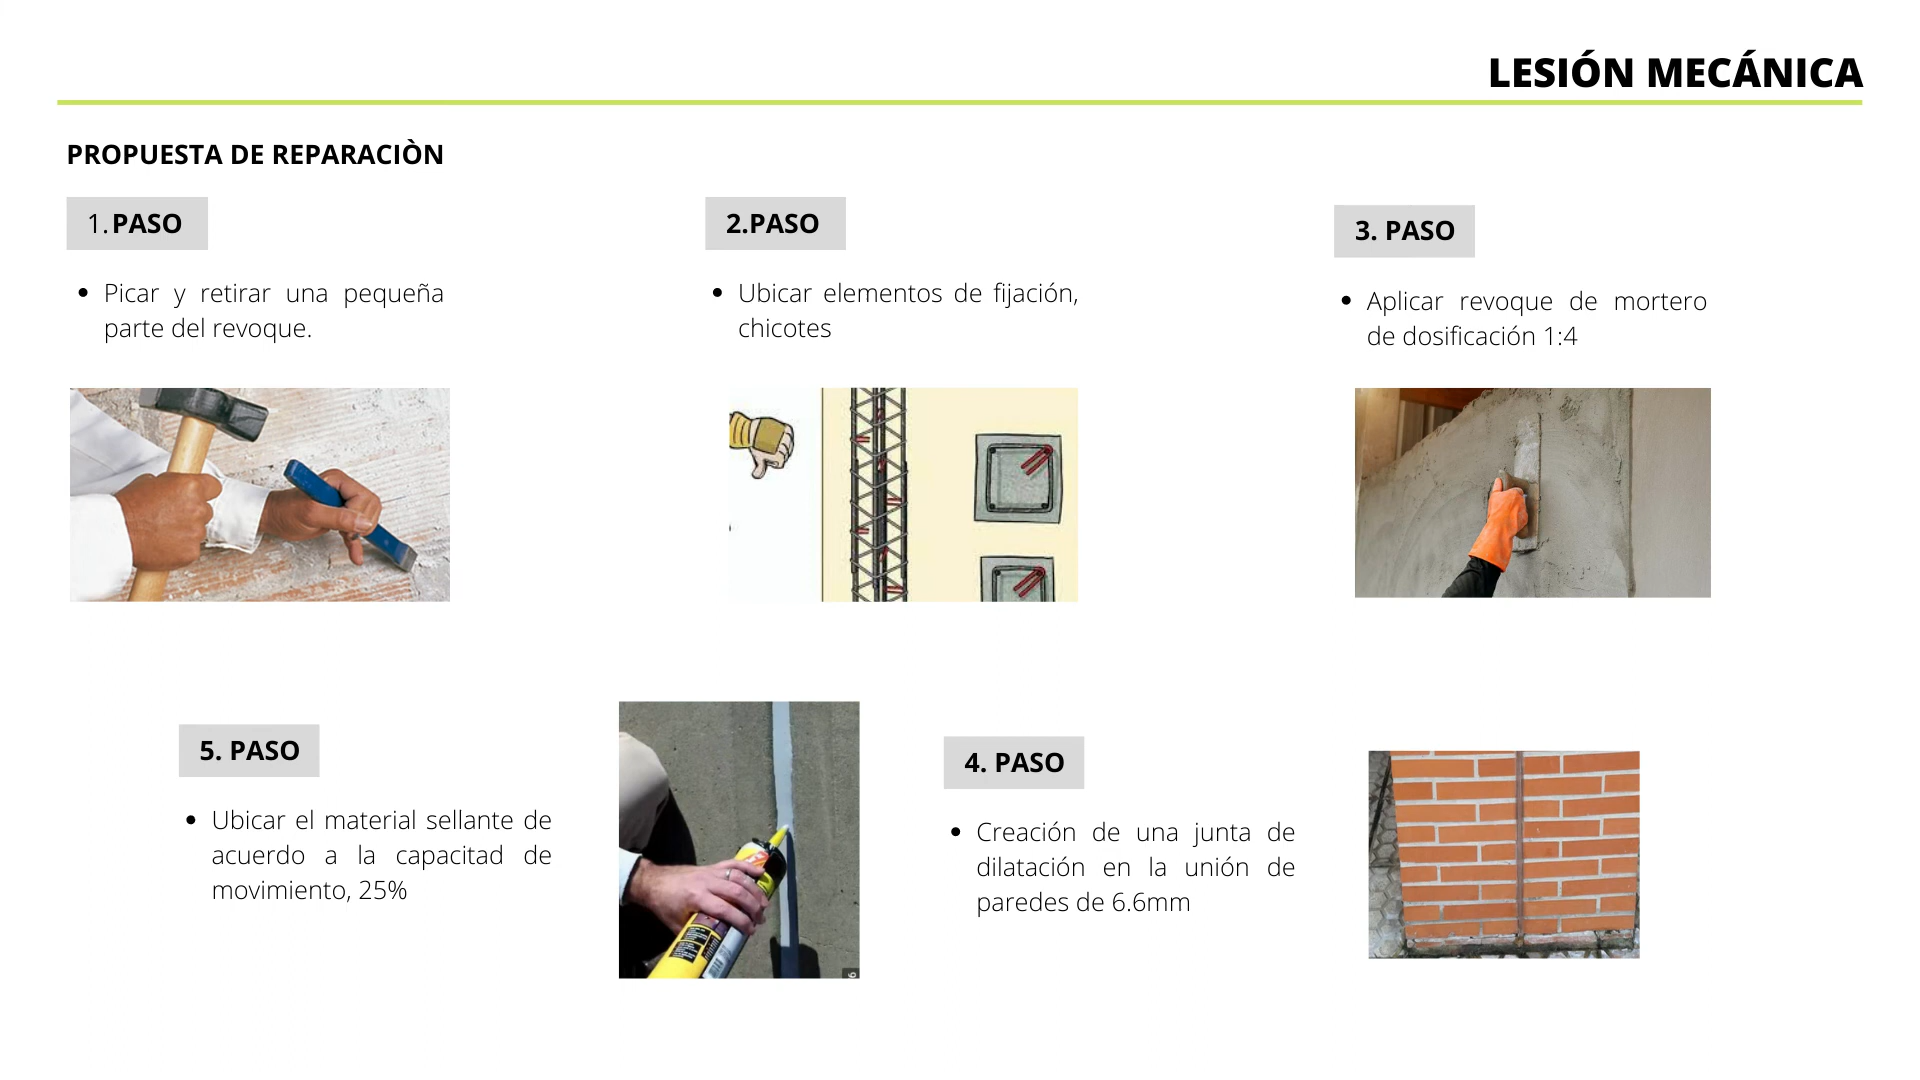 LESIÓN MECÁNICA
PROPUESTA DE REPARACIÒN
1. PASO
Picar y retirar una pequeña
parte del revoque.
2.PASO
Ubicar elementos de fijación,
chicotes
3. PASO
Aplicar revoque de mortero
de dosificación 1:4
5. PASO
Ubicar el material sellante de
acuerdo a la capacitad de
movimiento, 25%
4. PASO
Creación de una junta de
dilatación en la unión de
paredes de 6.6mm